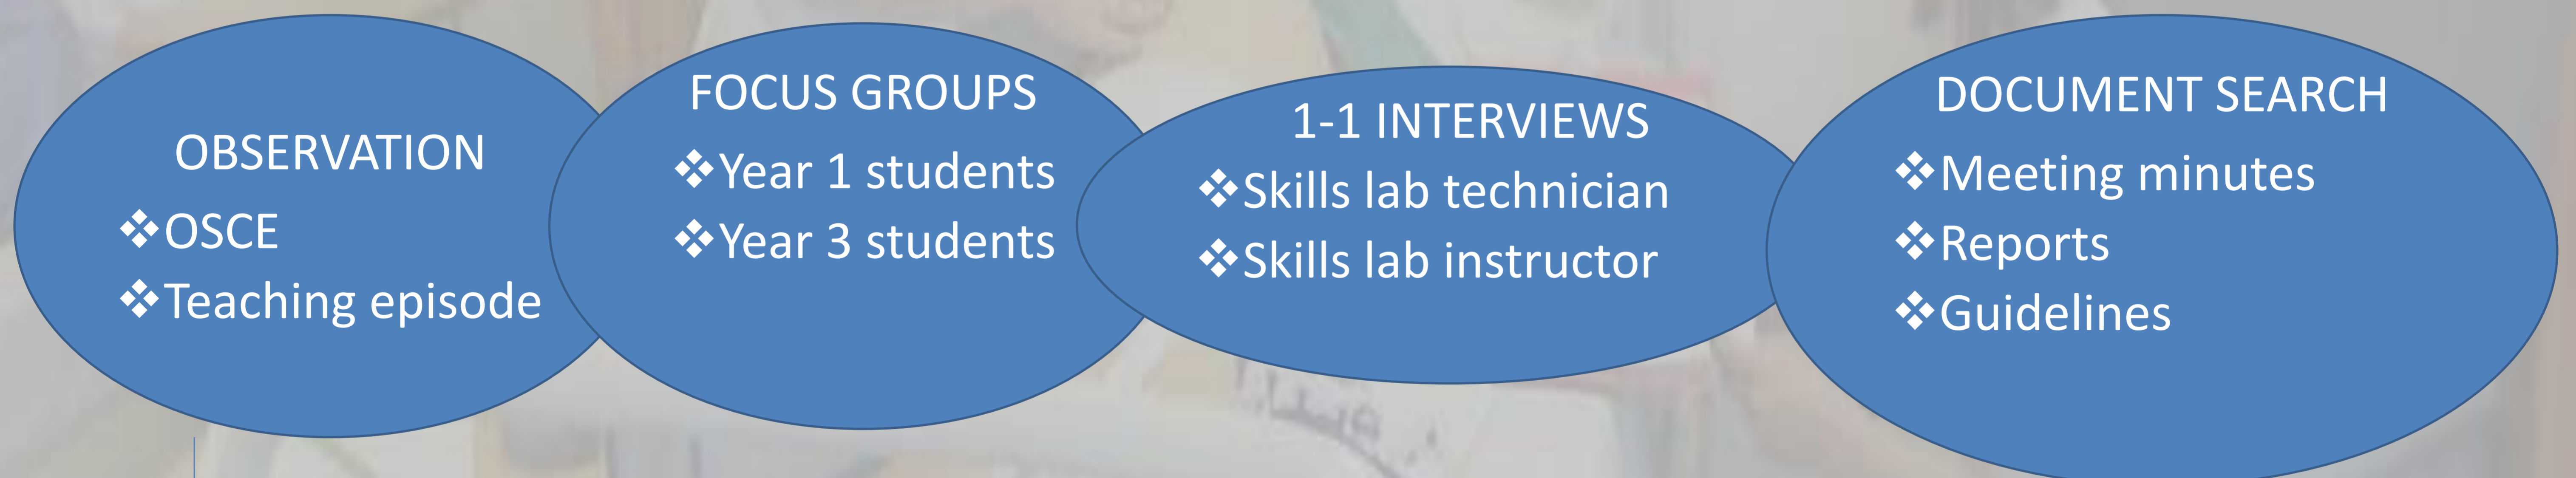 OBSERVATION
❖OSCE
❖Teaching episode
FOCUS GROUPS
❖Year 1 students
❖Year 3 students
1-1 INTERVIEWS
❖Skills lab technician
❖Skills lab instructor
DOCUMENT SEARCH
❖Meeting minutes
❖Reports
❖Guidelines